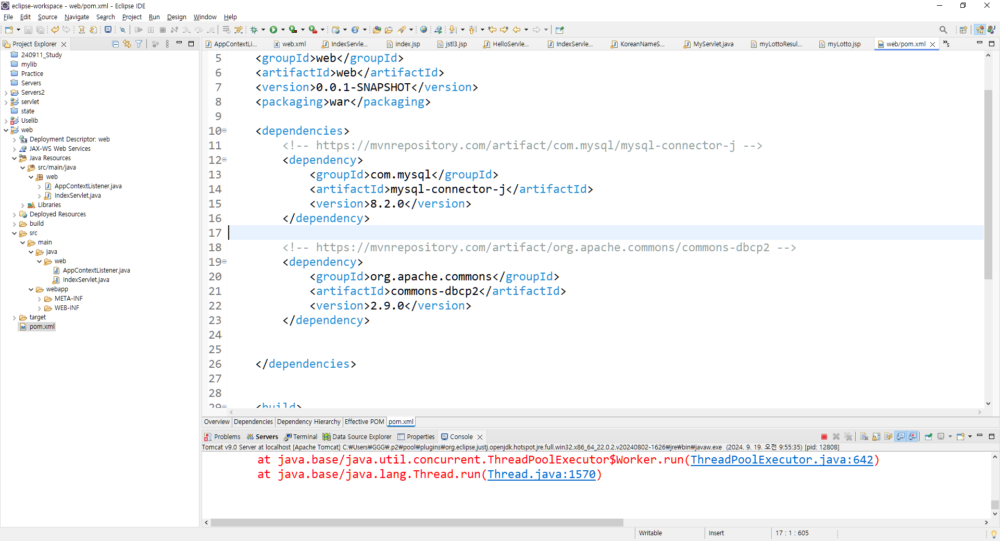 eclipse-workspace - web/pom.xml - Eclipse IDE
File Edit Source Navigate Search Project Run Design Window Help
Project Explorer
AppContextLi... web.xml IndexServle... index.jsp jstl3.jsp HelloServle... IndexServle... KoreanNameS... MyServlet.java myLottoResul... myLotto.jsp web/pom.xml »5
240911_Study
mylib
Practice
Servers
Servers2
servlet
state
Uselib
web
Deployment Descriptor: web
JAX-WS Web Services
Java Resources
src/main/java
web
AppContextListener.java
IndexServlet.java
Libraries
Deployed Resources
build
src
main
java
web
AppContextListener.java
IndexServlet.java
webapp
META-INF
WEB-INF
target
pom.xml
5 <groupId>web</groupId>
6 <artifactId>web</artifactId>
7 <version>0.0.1-SNAPSHOT</version>
8 <packaging>war</packaging>
9
10 <dependencies>
11 <!-- https://mvnrepository.com/artifact/com.mysql/mysql-connector-j -->
12 <dependency>
13 <groupId>com.mysql</groupId>
14 <artifactId>mysql-connector-j</artifactId>
15 <version>8.2.0</version>
16 </dependency>
17
18 <!-- https://mvnrepository.com/artifact/org.apache.commons/commons-dbcp2 -->
19 <dependency>
20 <groupId>org.apache.commons</groupId>
21 <artifactId>commons-dbcp2</artifactId>
22 <version>2.9.0</version>
23 </dependency>
24
25
26 </dependencies>
27
28
29 <build>
Overview Dependencies Dependency Hierarchy Effective POM pom.xml
Problems Servers Terminal Data Source Explorer Properties Console
Tomcat v9.0 Server at localhost [Apache Tomcat] C:₩Users₩GGG₩.p2₩pool₩plugins₩org.eclipse.justj.openjdk.hotspot.jre.full.win32.x86_64_22.0.2.v20240802-1626₩jre₩bin₩javaw.exe (2024. 9. 19. 오전 9:55:35) [pid: 12808]
at java.base/java.util.concurrent.ThreadPoolExecutor$Worker.run(ThreadPoolExecutor.java:642)
at java.base/java.lang.Thread.run(Thread.java:1570)
Writable Insert 17 : 1 : 605